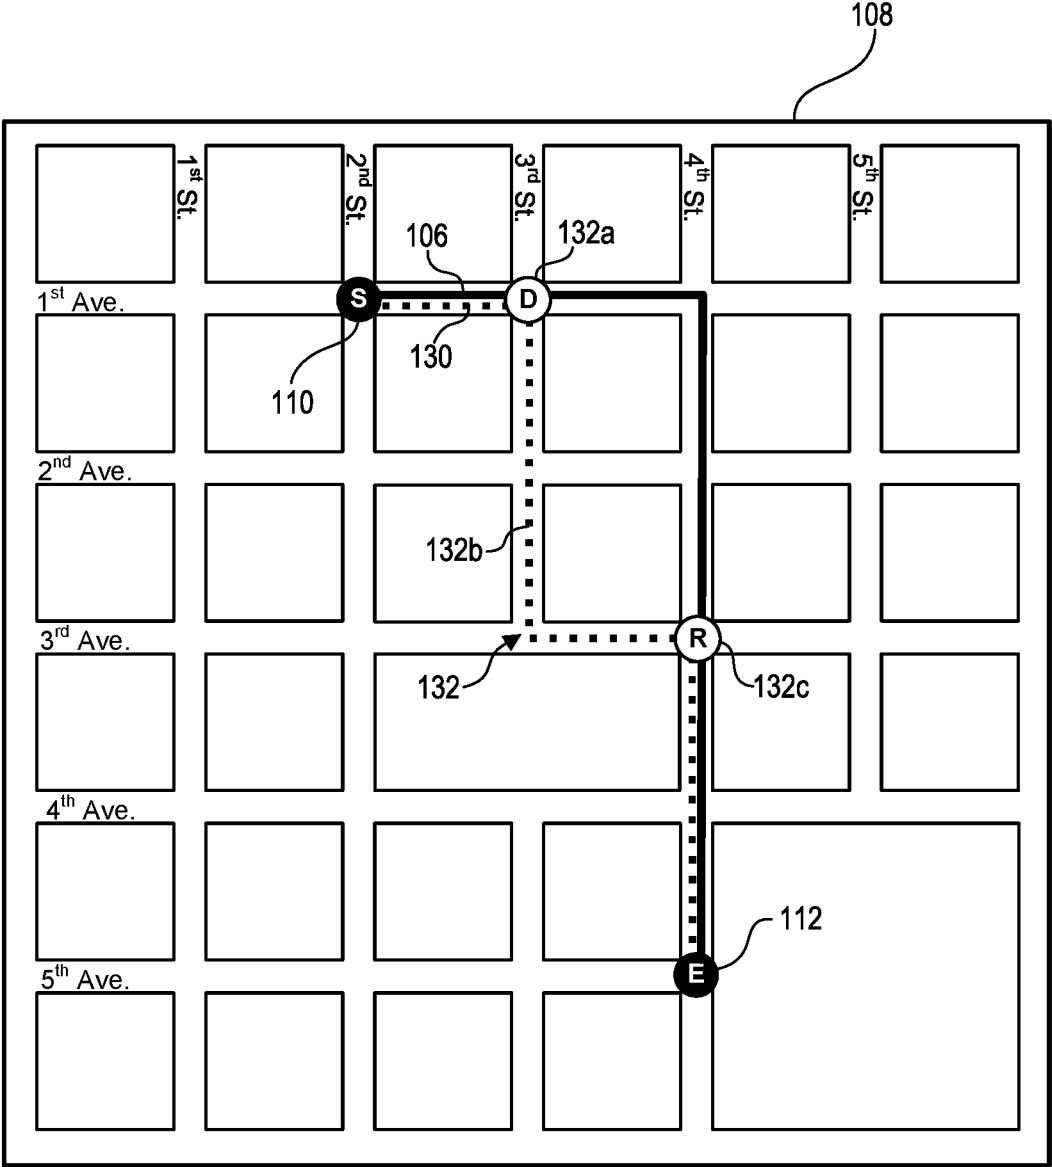 108
1st St.
2nd St.
3rd St.
4th St.
5th St.
106
132a
S
D
1st Ave.
130
110
2nd Ave.
132b
3rd Ave.
R
132
132c
4th Ave.
112
E
5th Ave.